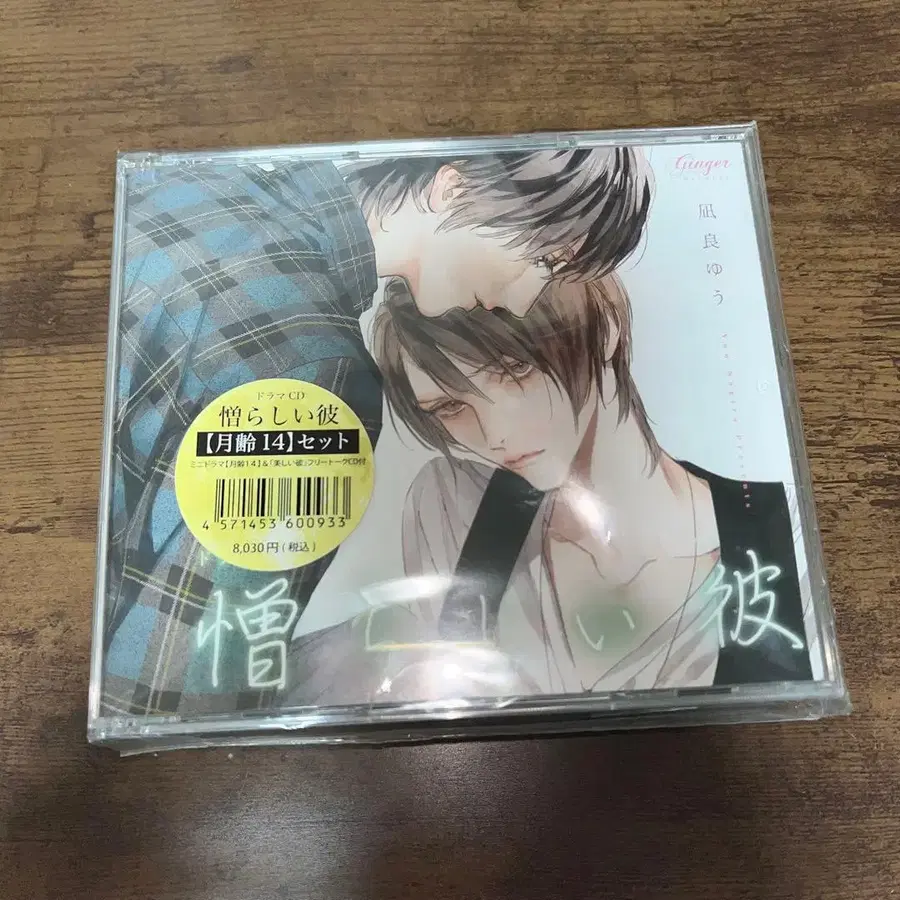 Ginger
凪良ゆう
You Nagira presents
ドラマCD
憎らしい彼
【月齢14】セット
ミニドラマ【月齢14】&「美しい彼」フリートークCD付
4 571453 600933
8,030円(税込)
憎 しい彼